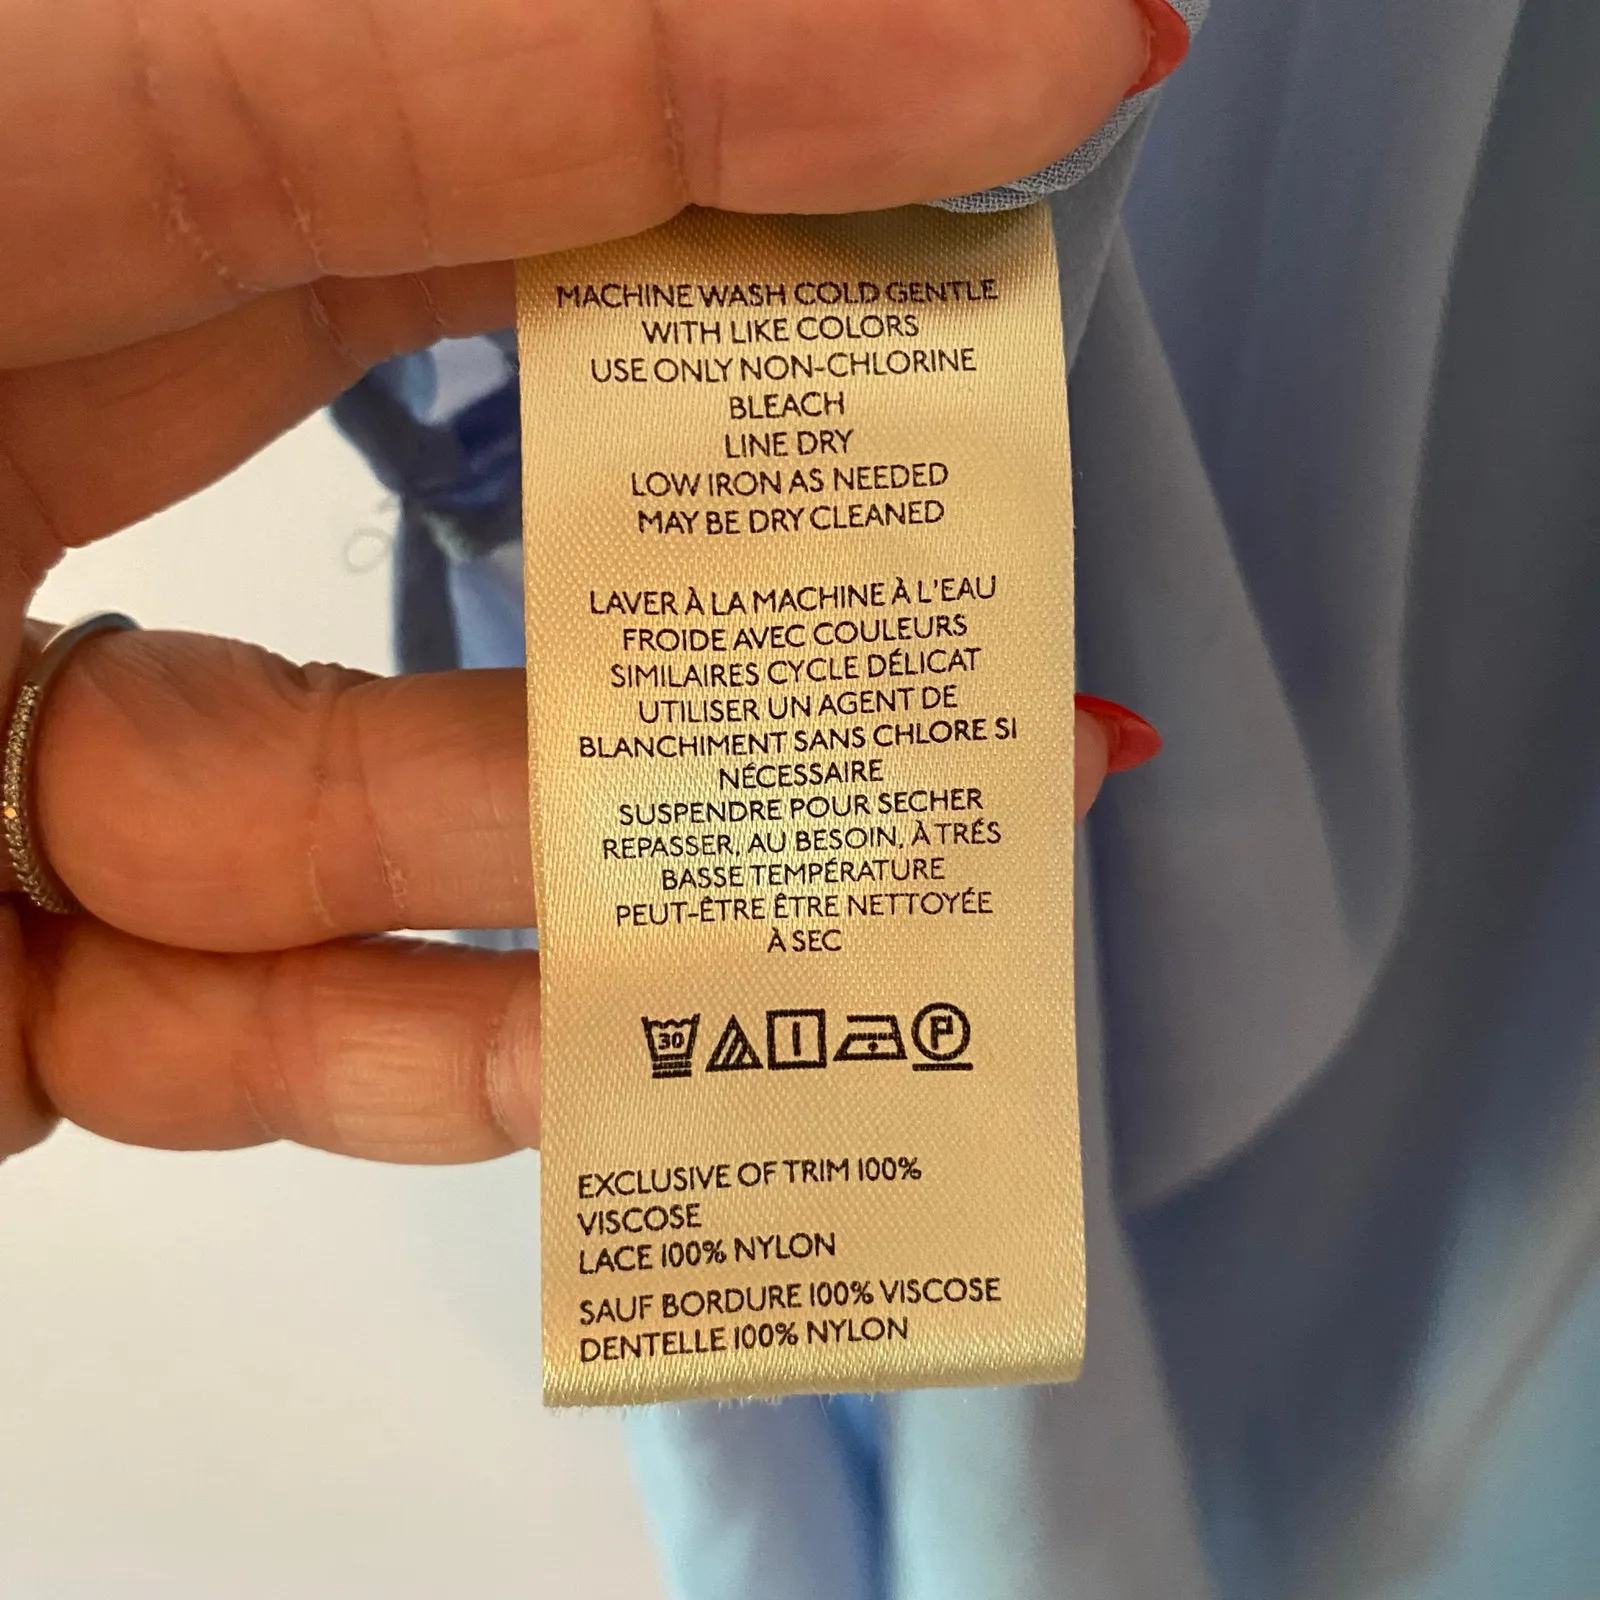 MACHINE WASH COLD GENTLE
WITH LIKE COLORS
USE ONLY NON-CHLORINE
BLEACH
LINE DRY
LOW IRON AS NEEDED
MAY BE DRY CLEANED
LAVER À LA MACHINE À L'EAU
FROIDE AVEC COULEURS
SIMILAIRES CYCLE DÉLICAT
UTILISER UN AGENT DE
BLANCHIMENT SANS CHLORE SI
NÉCESSAIRE
SUSPENDRE POUR SECHER
REPASSER, AU BESOIN, À TRÉS
BASSE TEMPÉRATURE
PEUT-ÊTRE ÊTRE NETTOYÉE
À SEC
30 P
EXCLUSIVE OF TRIM 100%
VISCOSE
LACE 100% NYLON
SAUF BORDURE 100% VISCOSE
DENTELLE 100% NYLON